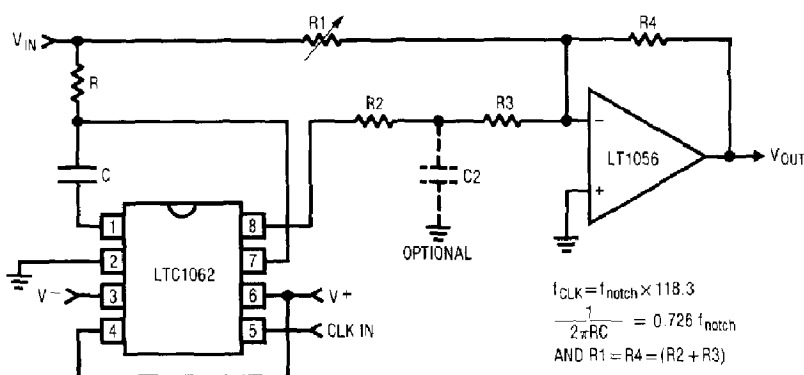 R1
R4
VIN
R
R2
R3
−
LT1056
VOUT
+
C
C2
OPTIONAL
1
8
2
LTC1062
7
V−
3
6
V+
4
5
CLK IN
fCLK=fnotch×118.3
1
2πRC = 0.726 fnotch
AND R1=R4=(R2+R3)